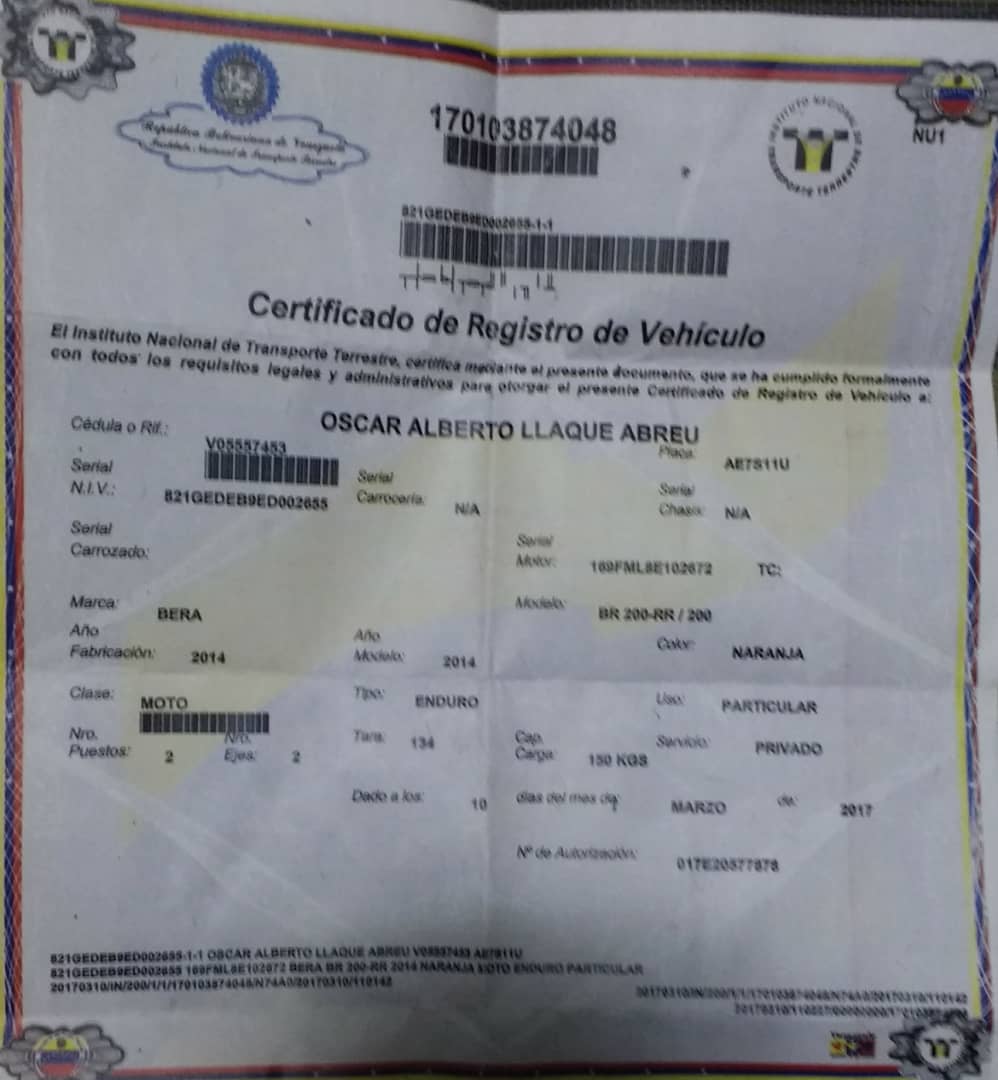 República Bolivariana de Venezuela
Instituto Nacional de Transporte Terrestre
170103874048
INSTITUTO NACIONAL DE TRANSPORTE TERRESTRE
NU1
821GEDEB9ED002655-1-1
Certificado de Registro de Vehículo
El Instituto Nacional de Transporte Terrestre, certifica mediante el presente documento, que se ha cumplido formalmente
con todos los requisitos legales y administrativos para otorgar el presente Certificado de Registro de Vehículo a:
OSCAR ALBERTO LLAQUE ABREU
Cédula o Rif.: V05557453 Placa: AE7S11U
Serial N.I.V.: 821GEDEB9ED002655 Serial Carrocería: N/A Serial Chasis: N/A
Serial Carrozado: Serial Motor: 169FML8E102672 TC:
Marca: BERA Modelo: BR 200-RR / 200
Año Fabricación: 2014 Año Modelo: 2014 Color: NARANJA
Clase: MOTO Tipo: ENDURO Uso: PARTICULAR
Nro. Puestos: 2 Nro. Ejes: 2 Tara: 134 Cap. Carga: 150 KGS Servicio: PRIVADO
Dado a los: 10 días del mes de: MARZO de: 2017
Nº de Autorización: 017E20577878
821GEDEB9ED002655-1-1 OSCAR ALBERTO LLAQUE ABREU V05557453 AE7S11U
821GEDEB9ED002655 169FML8E102672 BERA BR 200-RR 2014 NARANJA MOTO ENDURO PARTICULAR
20170310/IN/200/1/1/170103874048/N74A0/20170310/110142
20170310/IN/200/1/1/170103874048/N74A0/20170310/110142